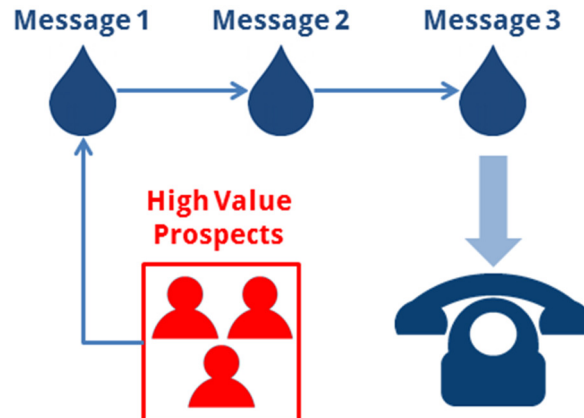 Message 1
Message 2
Message 3
High Value
Prospects